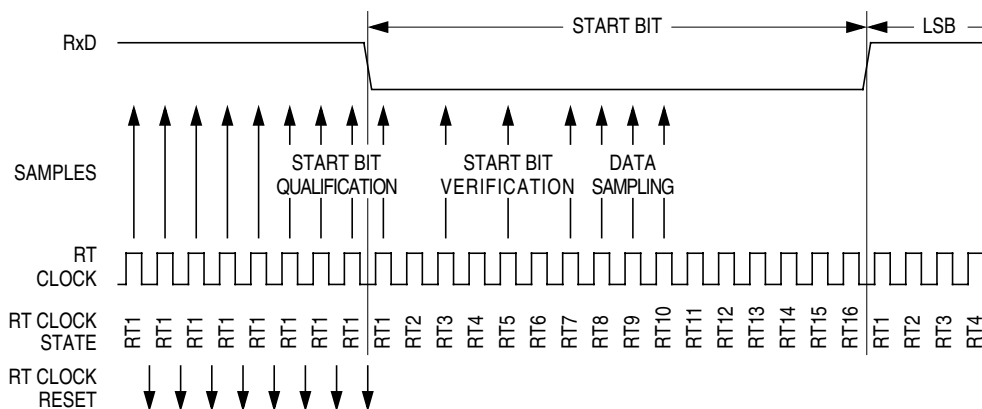 START BIT
LSB
RxD
SAMPLES
START BIT
QUALIFICATION
START BIT
VERIFICATION
DATA
SAMPLING
RT
CLOCK
RT CLOCK
STATE
RT1 RT1 RT1 RT1 RT1 RT1 RT1 RT1 RT1 RT2 RT3 RT4 RT5 RT6 RT7 RT8 RT9 RT10 RT11 RT12 RT13 RT14 RT15 RT16 RT1 RT2 RT3 RT4
RT CLOCK
RESET